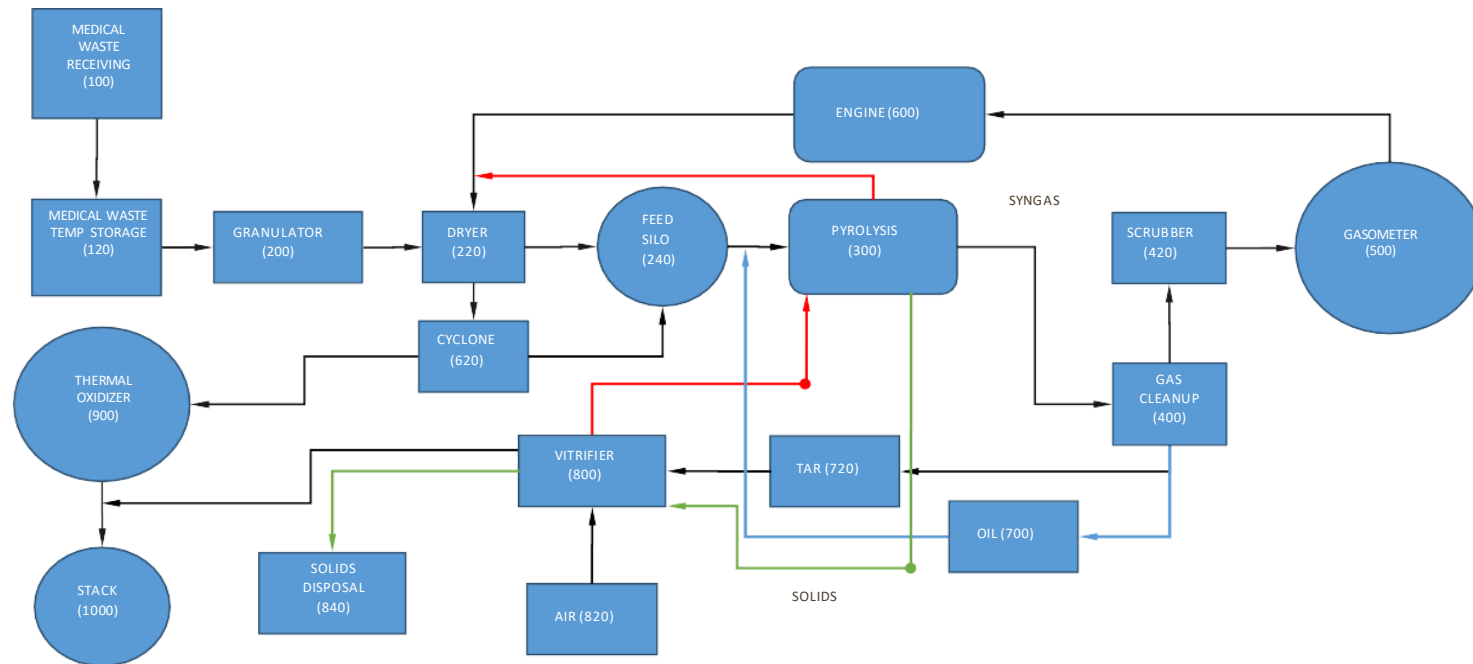 MEDICAL
WASTE
RECEIVING
(100)
ENGINE (600)
MEDICAL WASTE
TEMP STORAGE
(120)
GRANULATOR
(200)
DRYER
(220)
FEED
SILO
(240)
PYROLYSIS
(300)
SYNGAS
SCRUBBER
(420)
GASOMETER
(500)
CYCLONE
(620)
THERMAL
OXIDIZER
(900)
GAS
CLEANUP
(400)
VITRIFIER
(800)
TAR (720)
OIL (700)
STACK
(1000)
SOLIDS
DISPOSAL
(840)
AIR (820)
SOLIDS